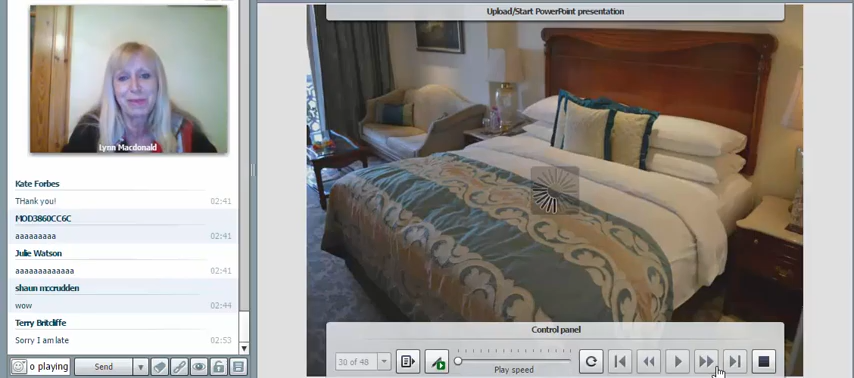 Lynn Macdonald
Kate Forbes
THank you! 02:41
MOD3860CC6C
aaaaaaaaa 02:41
Julie Watson
aaaaaaaaaaaaa 02:41
shaun mccrudden
wow 02:44
Terry Britcliffe
Sorry I am late 02:53
o playing
Send
Upload/Start PowerPoint presentation
Control panel
30 of 48
Play speed